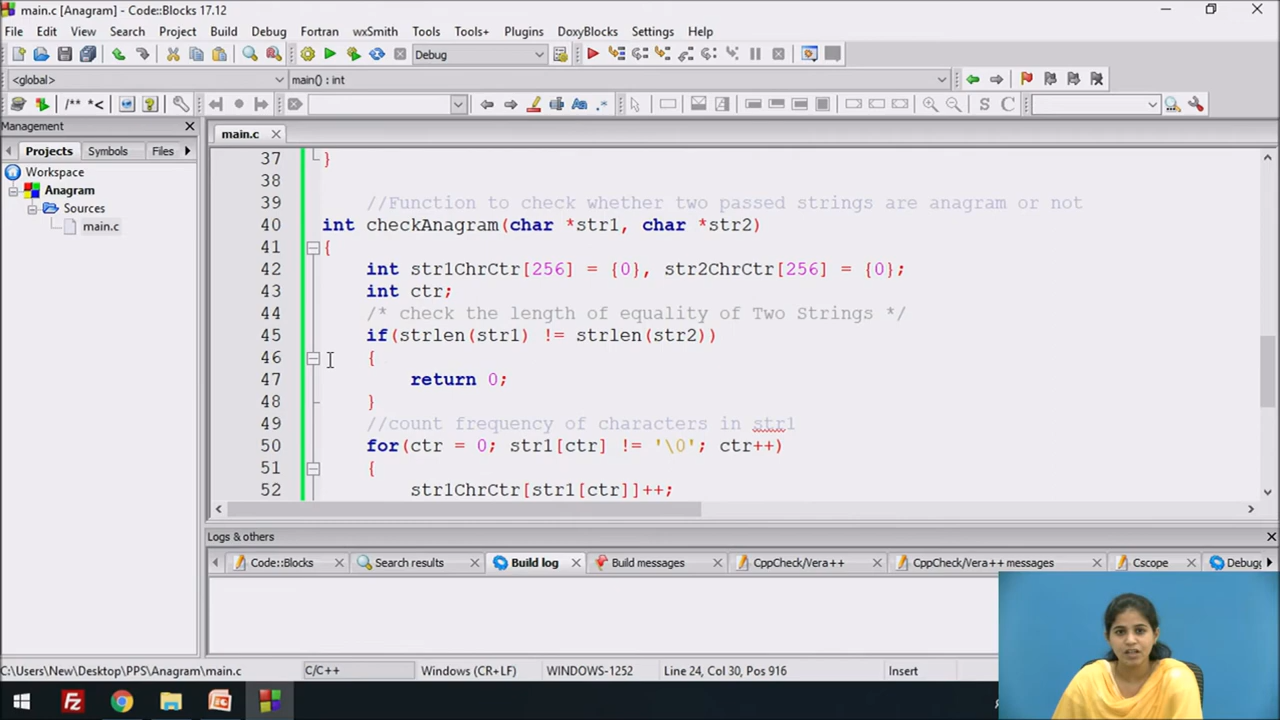 main.c [Anagram] - Code::Blocks 17.12
File Edit View Search Project Build Debug Fortran wxSmith Tools Tools+ Plugins DoxyBlocks Settings Help
Debug
<global> main() : int
/** *< Aa .* S C
Management
main.c
Projects Symbols Files
Workspace
Anagram
Sources
main.c
37 }
38
39 //Function to check whether two passed strings are anagram or not
40 int checkAnagram(char *str1, char *str2)
41 {
42 int str1ChrCtr[256] = {0}, str2ChrCtr[256] = {0};
43 int ctr;
44 /* check the length of equality of Two Strings */
45 if(strlen(str1) != strlen(str2))
46 {
47 return 0;
48 }
49 //count frequency of characters in str1
50 for(ctr = 0; str1[ctr] != '\0'; ctr++)
51 {
52 str1ChrCtr[str1[ctr]]++;
Logs & others
Code::Blocks Search results Build log Build messages CppCheck/Vera++ CppCheck/Vera++ messages Cscope Debugg
C:\Users\New\Desktop\PPS\Anagram\main.c C/C++ Windows (CR+LF) WINDOWS-1252 Line 24, Col 30, Pos 916 Insert